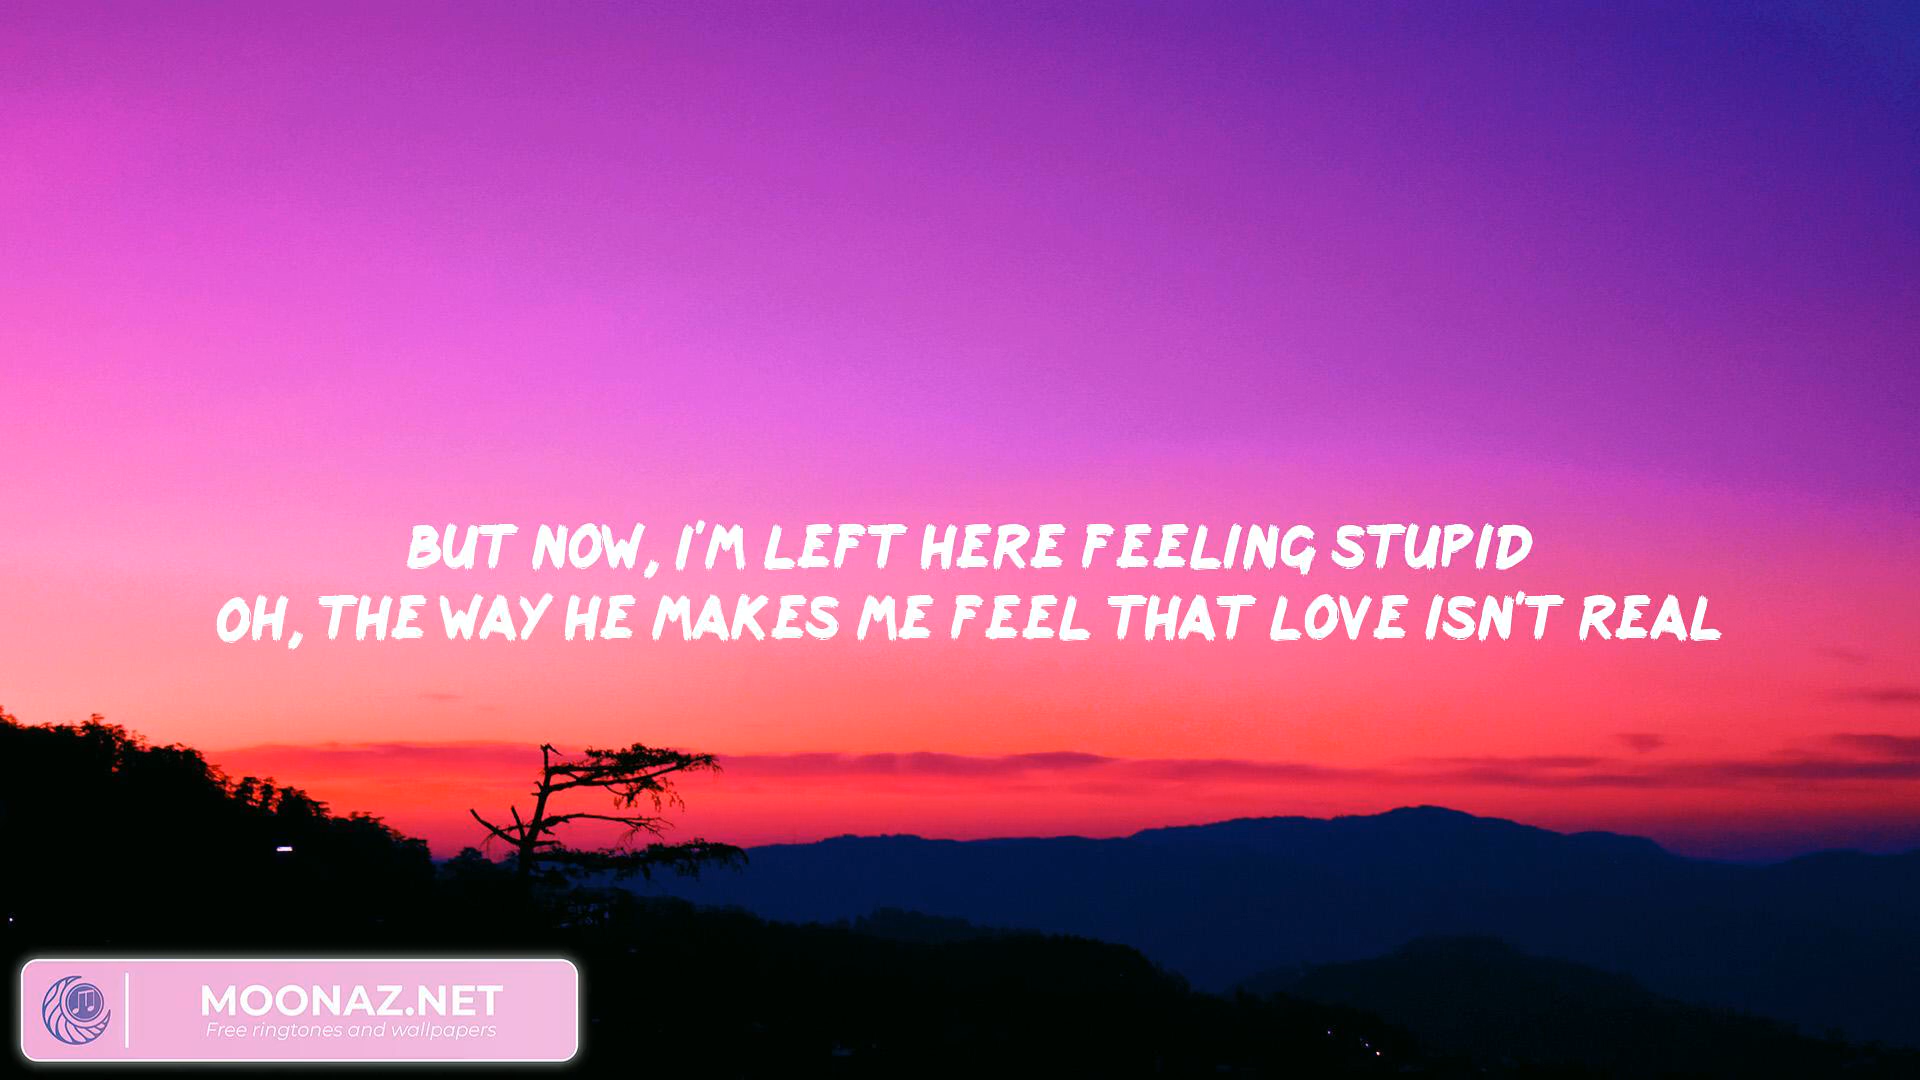 BUT NOW, I'M LEFT HERE FEELING STUPID
OH, THE WAY HE MAKES ME FEEL THAT LOVE ISN'T REAL
MOONAZ.NET
Free ringtones and wallpapers